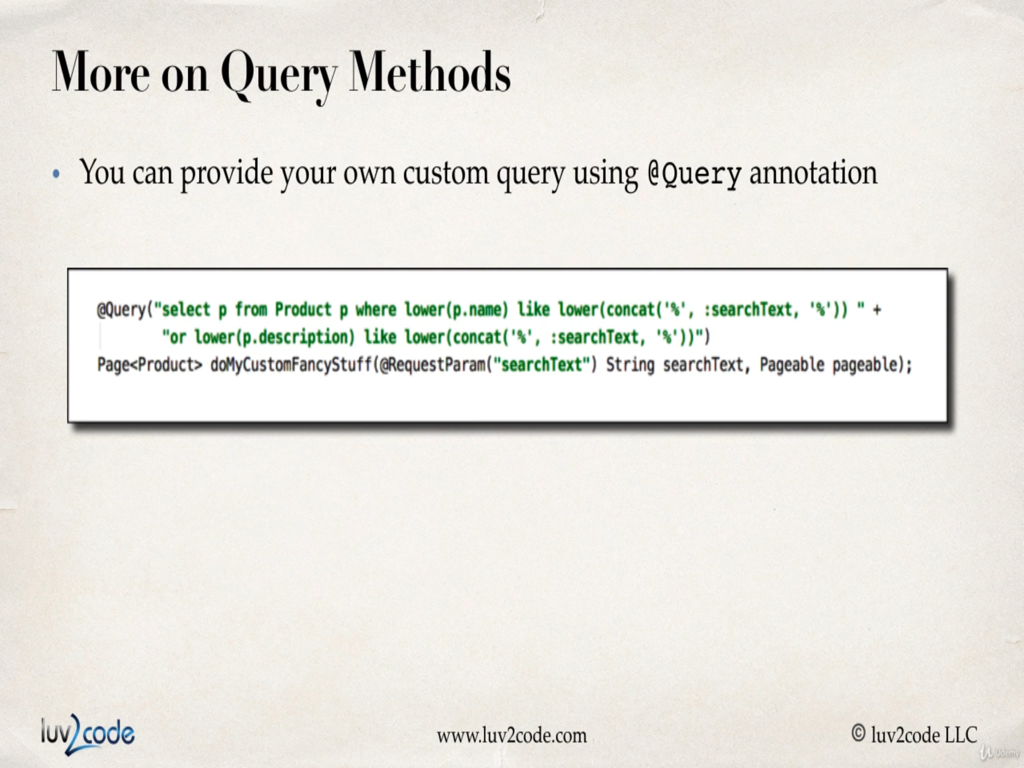 More on Query Methods
• You can provide your own custom query using @Query annotation
@Query("select p from Product p where lower(p.name) like lower(concat('%', :searchText, '%')) " +
"or lower(p.description) like lower(concat('%', :searchText, '%'))")
Page<Product> doMyCustomFancyStuff(@RequestParam("searchText") String searchText, Pageable pageable);
luv2code
www.luv2code.com
© luv2code LLC
Udemy